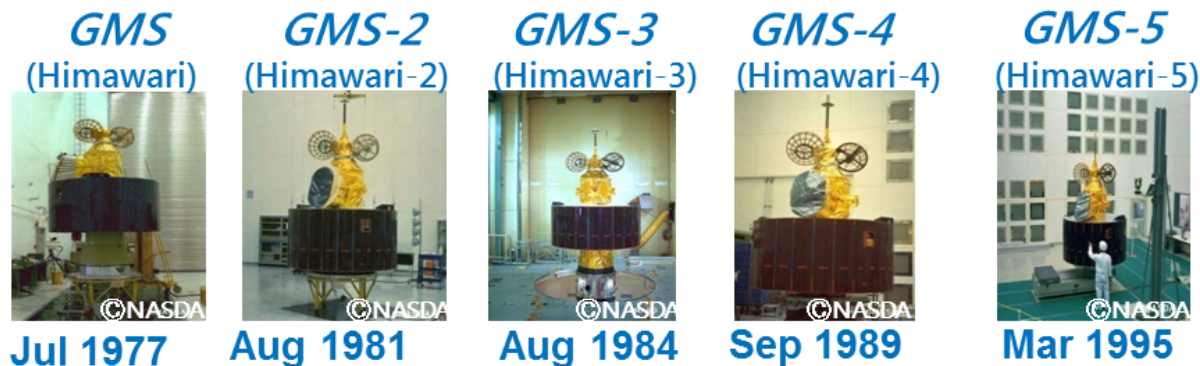 GMS
(Himawari)
©NASDA
Jul 1977
GMS-2
(Himawari-2)
©NASDA
Aug 1981
GMS-3
(Himawari-3)
©NASDA
Aug 1984
GMS-4
(Himawari-4)
©NASDA
Sep 1989
GMS-5
(Himawari-5)
©NASDA
Mar 1995